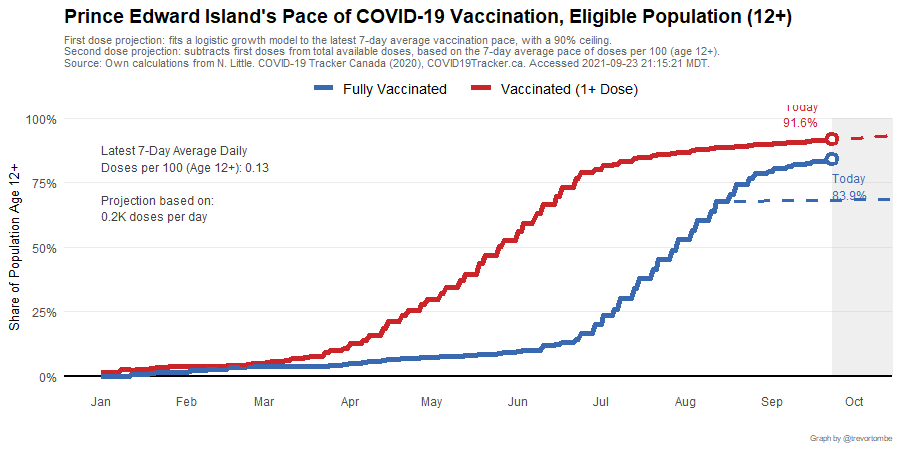 Prince Edward Island's Pace of COVID-19 Vaccination, Eligible Population (12+)
First dose projection: fits a logistic growth model to the latest 7-day average vaccination pace, with a 90% ceiling.
Second dose projection: subtracts first doses from total available doses, based on the 7-day average pace of doses per 100 (age 12+).
Source: Own calculations from N. Little. COVID-19 Tracker Canada (2020), COVID19Tracker.ca. Accessed 2021-09-23 21:15:21 MDT.
Fully Vaccinated
Vaccinated (1+ Dose)
Today
91.6%
100%
75%
50%
25%
0%
Share of Population Age 12+
Latest 7-Day Average Daily
Doses per 100 (Age 12+): 0.13
Projection based on:
0.2K doses per day
Today
83.9%
Jan
Feb
Mar
Apr
May
Jun
Jul
Aug
Sep
Oct
Graph by @trevortombe